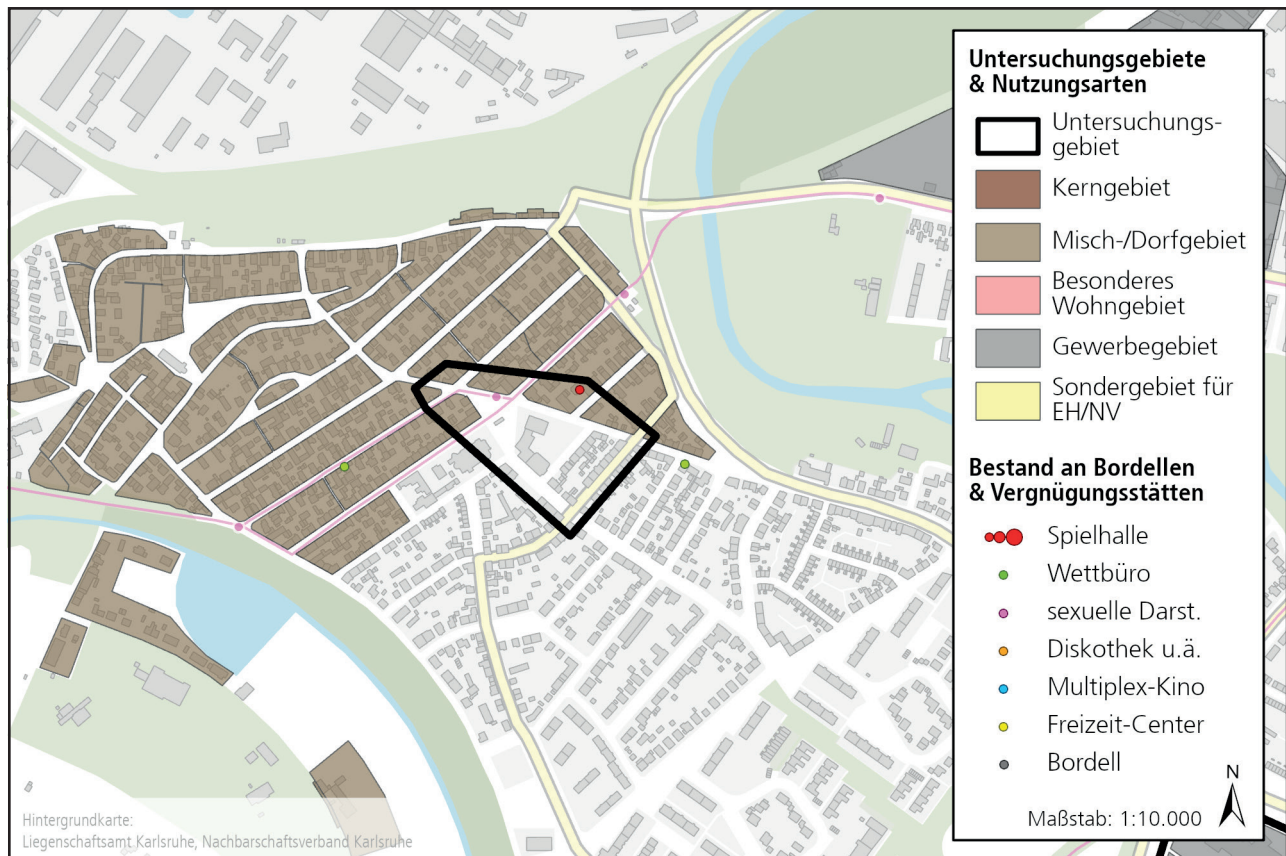 Untersuchungsgebiete
& Nutzungsarten
Untersuchungs-
gebiet
Kerngebiet
Misch-/Dorfgebiet
Besonderes
Wohngebiet
Gewerbegebiet
Sondergebiet für
EH/NV
Bestand an Bordellen
& Vergnügungsstätten
Spielhalle
Wettbüro
sexuelle Darst.
Diskothek u.ä.
Multiplex-Kino
Freizeit-Center
Bordell
N
Maßstab: 1:10.000
Hintergrundkarte:
Liegenschaftsamt Karlsruhe, Nachbarschaftsverband Karlsruhe